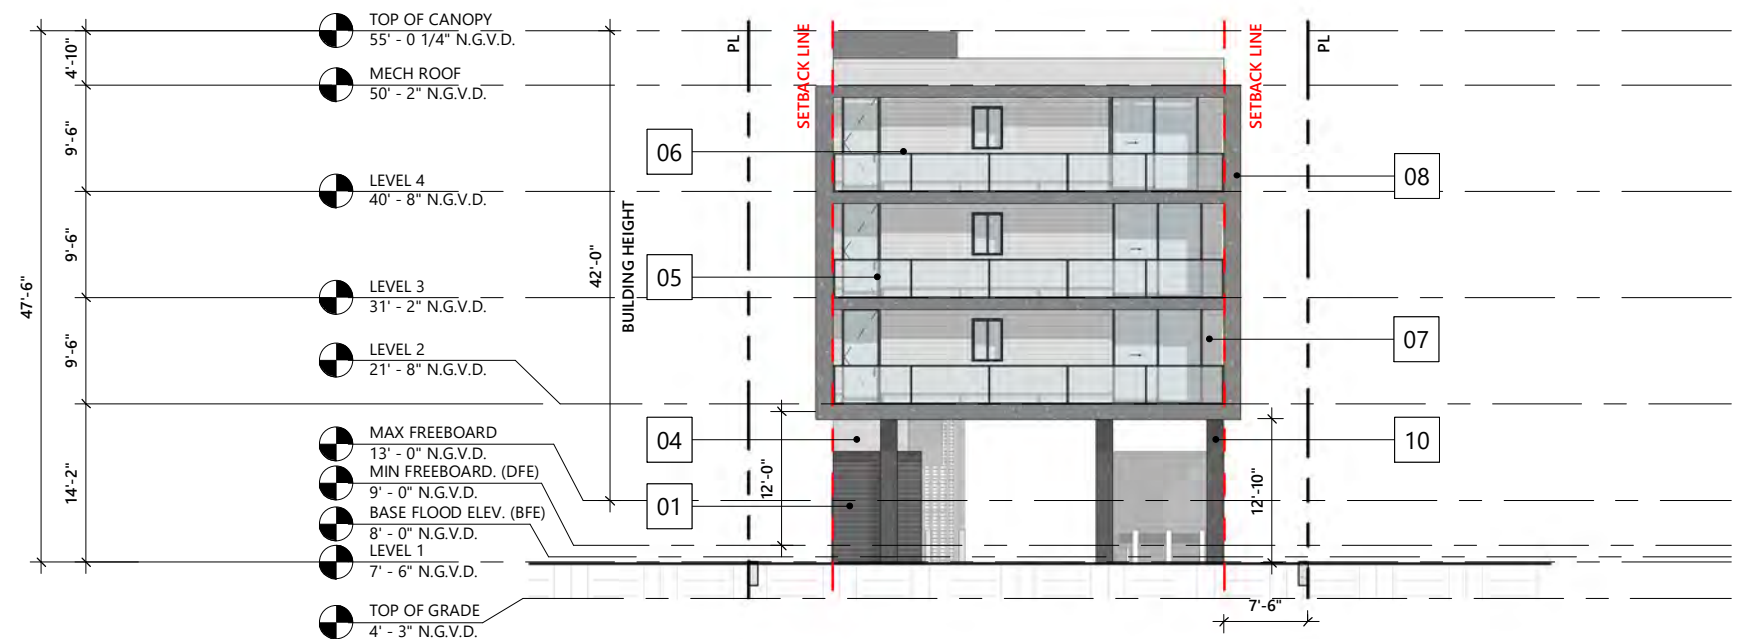 TOP OF CANOPY
55' - 0 1/4" N.G.V.D.
MECH ROOF
50' - 2" N.G.V.D.
LEVEL 4
40' - 8" N.G.V.D.
LEVEL 3
31' - 2" N.G.V.D.
LEVEL 2
21' - 8" N.G.V.D.
MAX FREEBOARD
13' - 0" N.G.V.D.
MIN FREEBOARD. (DFE)
9' - 0" N.G.V.D.
BASE FLOOD ELEV. (BFE)
8' - 0" N.G.V.D.
LEVEL 1
7' - 6" N.G.V.D.
TOP OF GRADE
4' - 3" N.G.V.D.
47'-6"
4'-10"
9'-6"
9'-6"
9'-6"
14'-2"
42'-0"
BUILDING HEIGHT
PL
SETBACK LINE
SETBACK LINE
PL
06
05
04
01
08
07
10
12'-0"
12'-10"
7'-6"